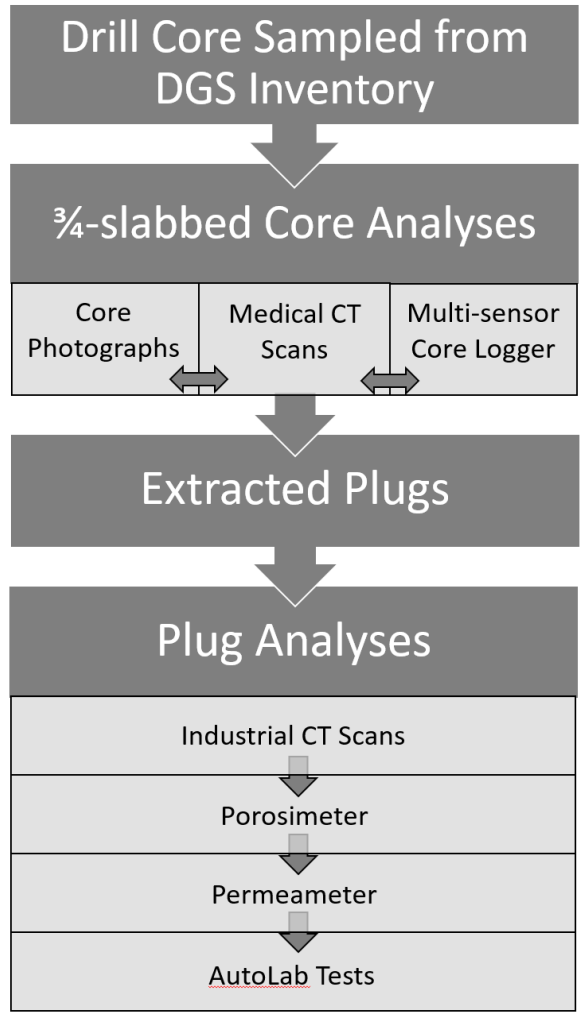 Drill Core Sampled from
DGS Inventory
¾-slabbed Core Analyses
Core
Photographs
Medical CT
Scans
Multi-sensor
Core Logger
Extracted Plugs
Plug Analyses
Industrial CT Scans
Porosimeter
Permeameter
AutoLab Tests